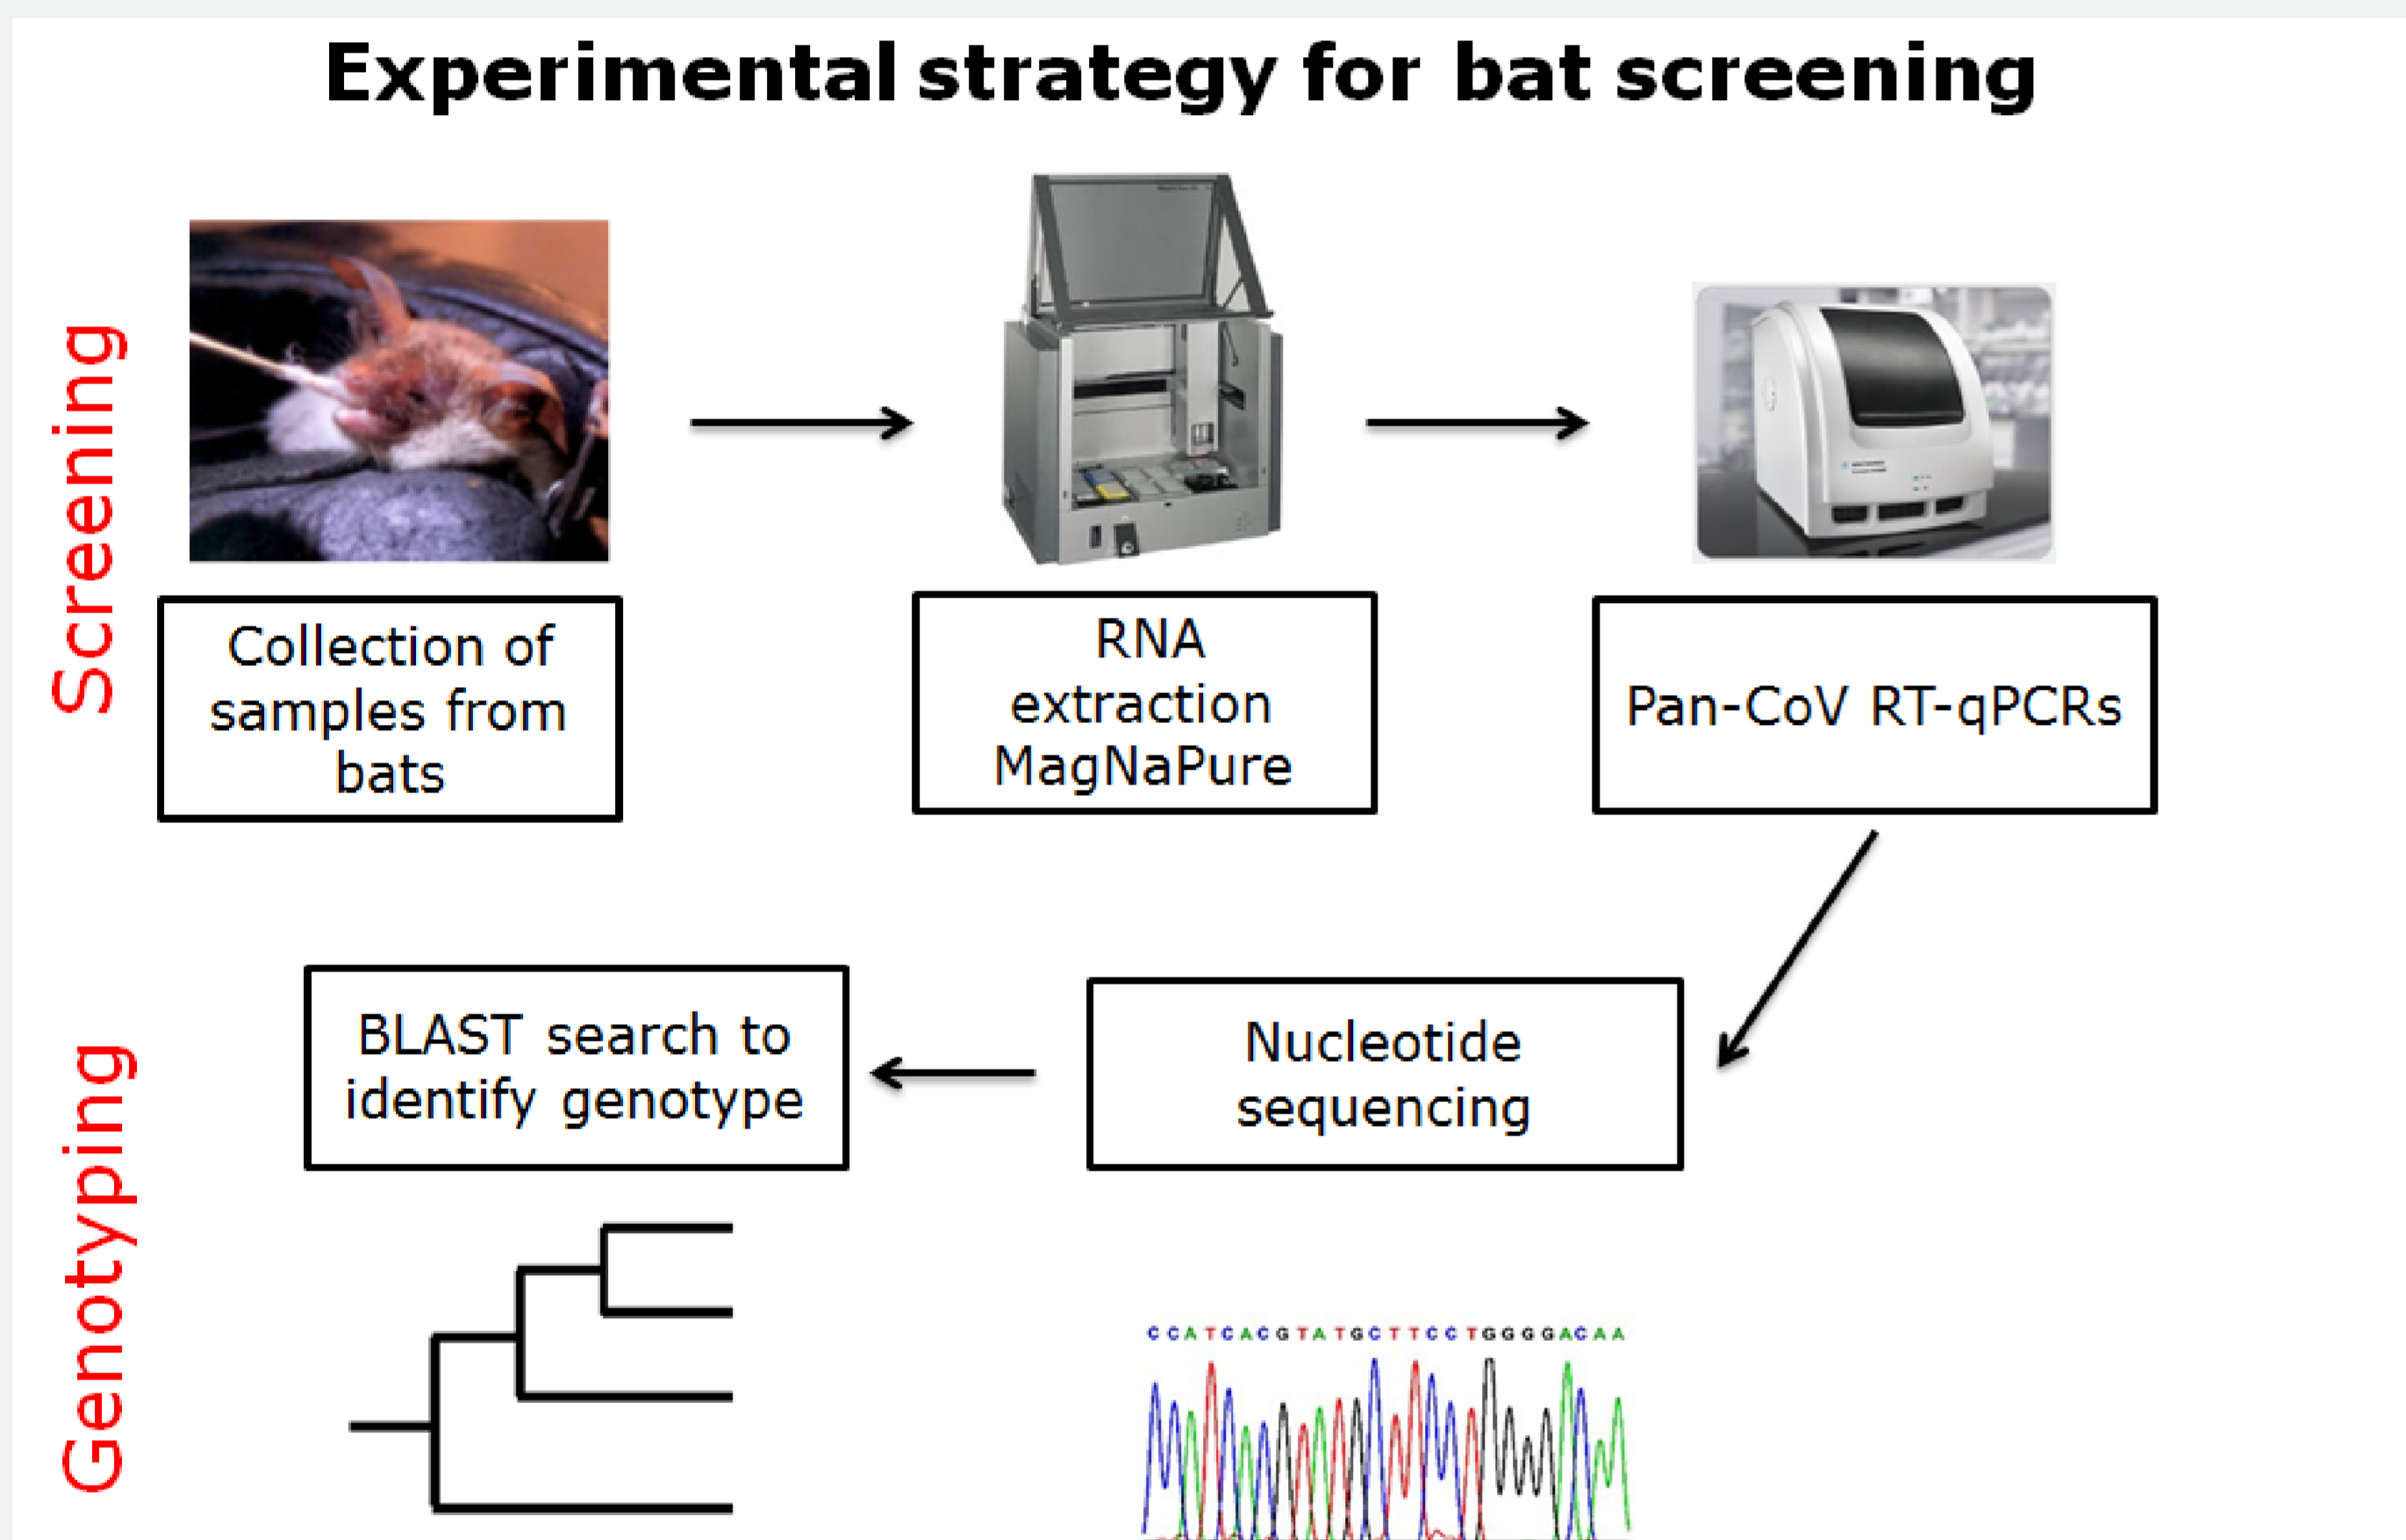 Experimental strategy for bat screening
Screening
Collection of
samples from
bats
RNA
extraction
MagNaPure
Pan-CoV RT-qPCRs
Genotyping
BLAST search to
identify genotype
Nucleotide
sequencing
CCATCACGTATGCTTCCTGGGGACAA